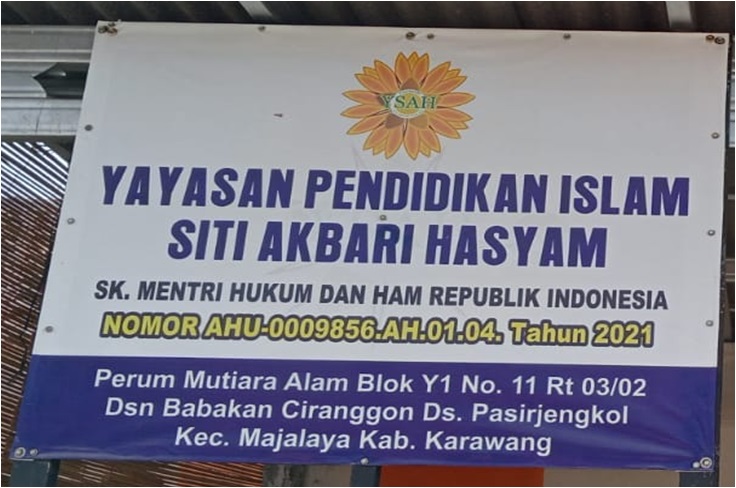 YSAH
YAYASAN PENDIDIKAN ISLAM
SITI AKBARI HASYAM
SK. MENTRI HUKUM DAN HAM REPUBLIK INDONESIA
NOMOR AHU-0009856.AH.01.04. Tahun 2021
Perum Mutiara Alam Blok Y1 No. 11 Rt 03/02
Dsn Babakan Ciranggon Ds. Pasirjengkol
Kec. Majalaya Kab. Karawang